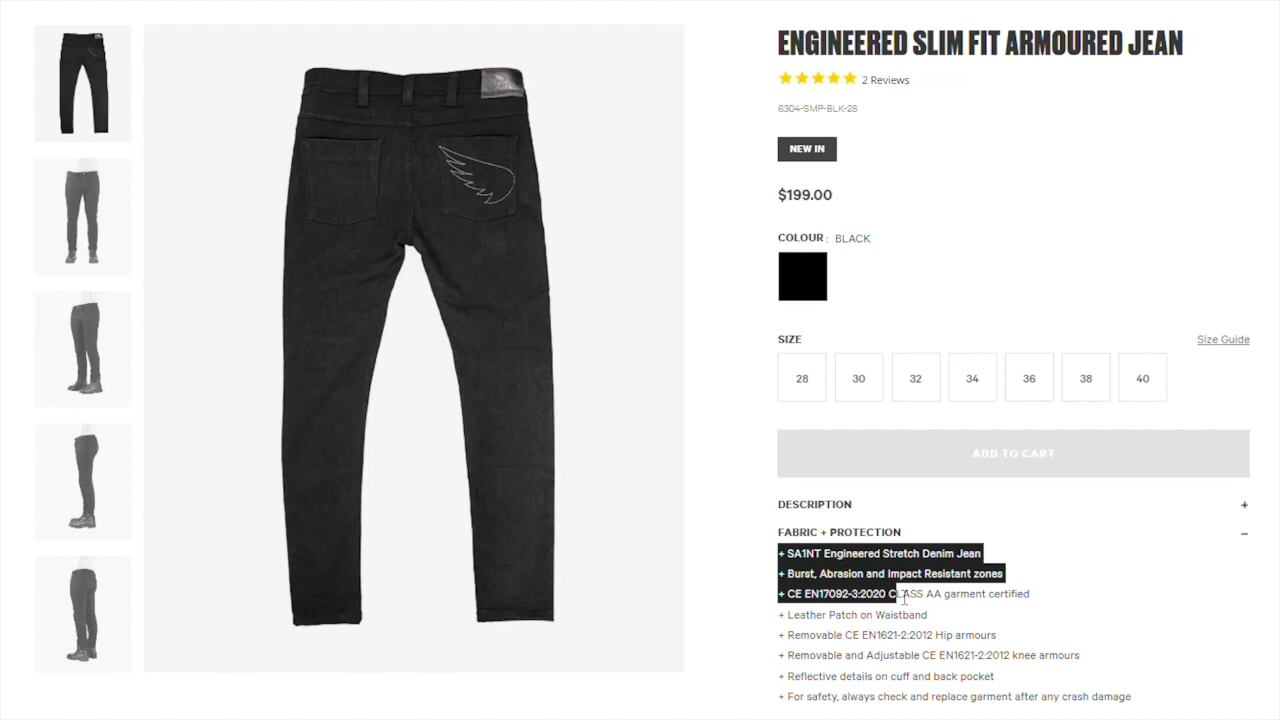 ENGINEERED SLIM FIT ARMOURED JEAN
2 Reviews
6304-SMP-BLK-28
NEW IN
$199.00
COLOUR : BLACK
SIZE
Size Guide
28 30 32 34 36 38 40
ADD TO CART
DESCRIPTION +
FABRIC + PROTECTION −
+ SA1NT Engineered Stretch Denim Jean
+ Burst, Abrasion and Impact Resistant zones
+ CE EN17092-3:2020 CLASS AA garment certified
+ Leather Patch on Waistband
+ Removable CE EN1621-2:2012 Hip armours
+ Removable and Adjustable CE EN1621-2:2012 knee armours
+ Reflective details on cuff and back pocket
+ For safety, always check and replace garment after any crash damage